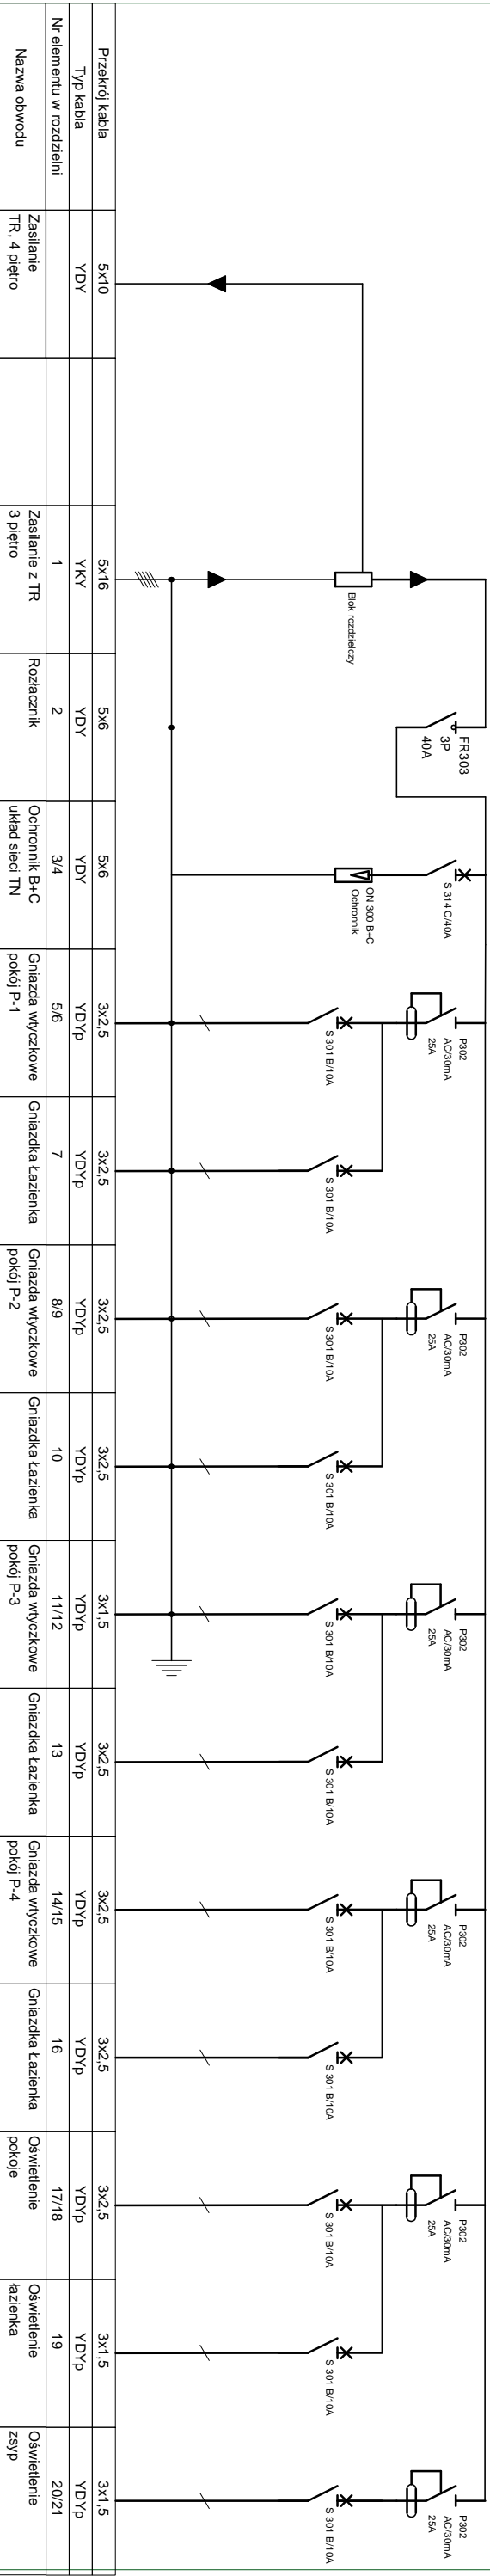 FR303
3P
40A
Blok rozdzielczy
S 314 C/40A
ON 300 B+C
Ochronnik
P302
AC/30mA
25A
S 301 B/10A
S 301 B/10A
P302
AC/30mA
25A
S 301 B/10A
S 301 B/10A
P302
AC/30mA
25A
S 301 B/10A
S 301 B/10A
P302
AC/30mA
25A
S 301 B/10A
S 301 B/10A
P302
AC/30mA
25A
S 301 B/10A
S 301 B/10A
P302
AC/30mA
25A
S 301 B/10A
Przekrój kabla 5x10 5x16 5x6 5x6 3x2,5 3x2,5 3x2,5 3x2,5 3x1,5 3x2,5 3x2,5 3x2,5 3x2,5 3x1,5 3x1,5
Typ kabla YDY YKY YDY YDY YDYp YDYp YDYp YDYp YDYp YDYp YDYp YDYp YDYp YDYp YDYp
Nr elementu w rozdzielni 1 2 3/4 5/6 7 8/9 10 11/12 13 14/15 16 17/18 19 20/21
Nazwa obwodu
Zasilanie
TR, 4 piętro
Zasilanie z TR
3 piętro
Rozłacznik
Ochronnik B+C
układ sieci TN
Gniazda wtyczkowe
pokój P-1
Gniazdka Łazienka
Gniazda wtyczkowe
pokój P-2
Gniazdka Łazienka
Gniazda wtyczkowe
pokój P-3
Gniazdka Łazienka
Gniazda wtyczkowe
pokój P-4
Gniazdka Łazienka
Oświetlenie
pokoje
Oświetlenie
łazienka
Oświetlenie
zsyp